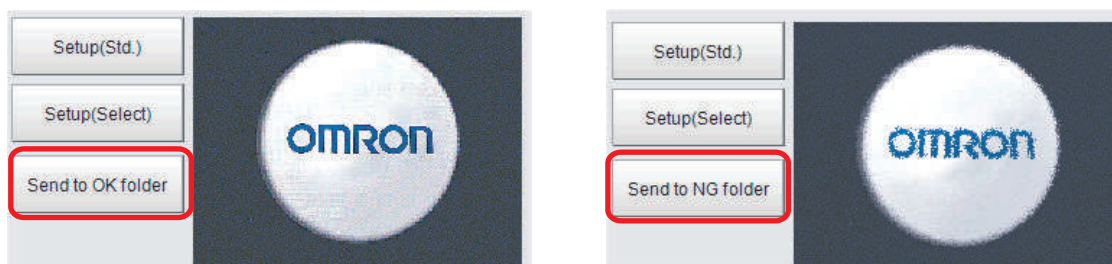 Setup(Std.)
Setup(Select)
Send to OK folder
OMRON
Setup(Std.)
Setup(Select)
Send to NG folder
OMRON